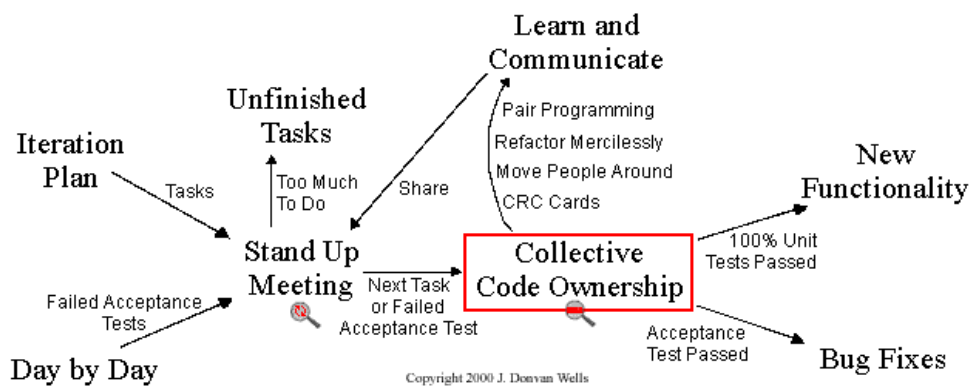 Learn and
Communicate
Unfinished
Tasks
Pair Programming
Refactor Mercilessly
Move People Around
CRC Cards
Iteration
Plan
New
Functionality
Tasks
Too Much
To Do
Share
100% Unit
Tests Passed
Stand Up
Meeting
Collective
Code Ownership
Next Task
or Failed
Acceptance Test
Failed Acceptance
Tests
Acceptance
Test Passed
Day by Day
Bug Fixes
Copyright 2000 J. Donvan Wells